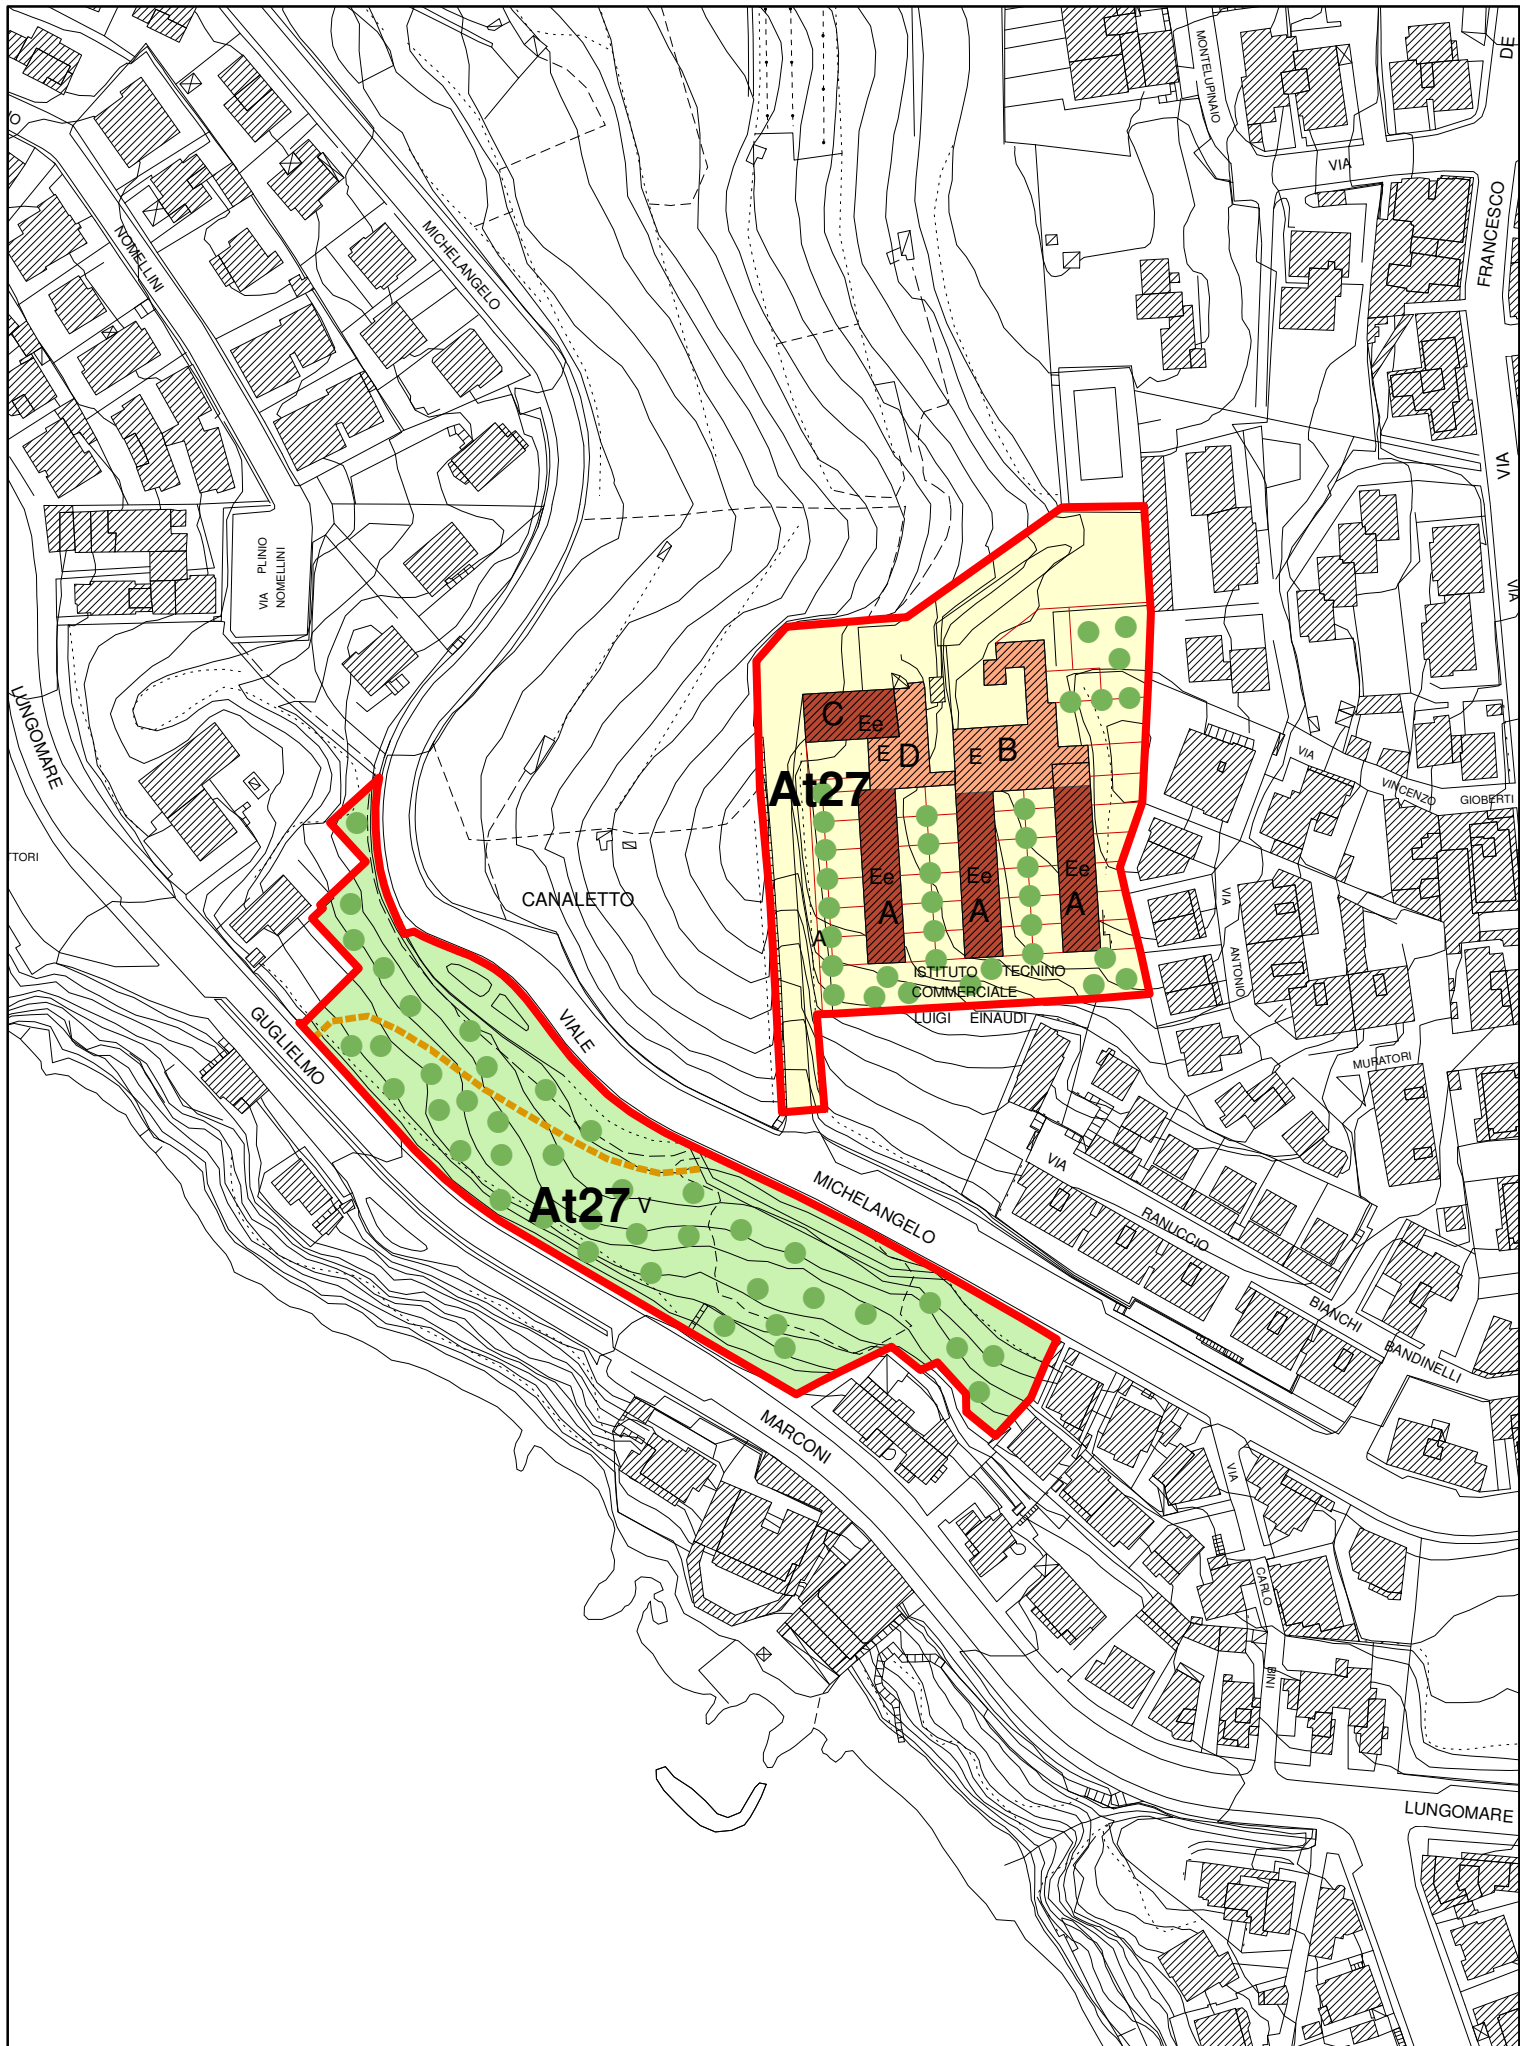 DE
MONTELUPINAIO
VIA
FRANCESCO
NOMELLINI
MICHELANGELO
VIA
VIA PLINIO
NOMELLINI
VIA
LUNGOMARE
C Ee
E D
E B
At27
VIA
VINCENZO
GIOBERTI
TTORI
CANALETTO
Ee
A
Ee
A
Ee
A
A
VIA
ANTONIO
MURATORI
ISTITUTO TECNINO
COMMERCIALE
LUIGI EINAUDI
GUGLIELMO
VIALE
At27 V
MICHELANGELO
VIA
RANUCCIO
BIANCHI
BANDINELLI
MARCONI
VIA
CARLO
BINI
LUNGOMARE